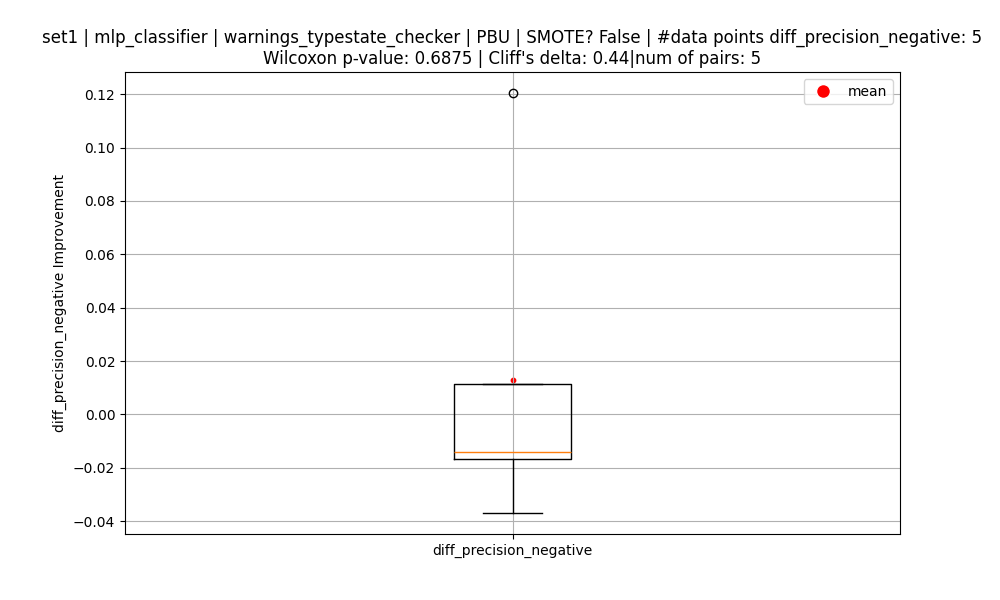 set1 | mlp_classifier | warnings_typestate_checker | PBU | SMOTE? False | #data points diff_precision_negative: 5
Wilcoxon p-value: 0.6875 | Cliff's delta: 0.44|num of pairs: 5
mean
0.12
0.10
0.08
0.06
0.04
0.02
0.00
−0.02
−0.04
diff_precision_negative Improvement
diff_precision_negative